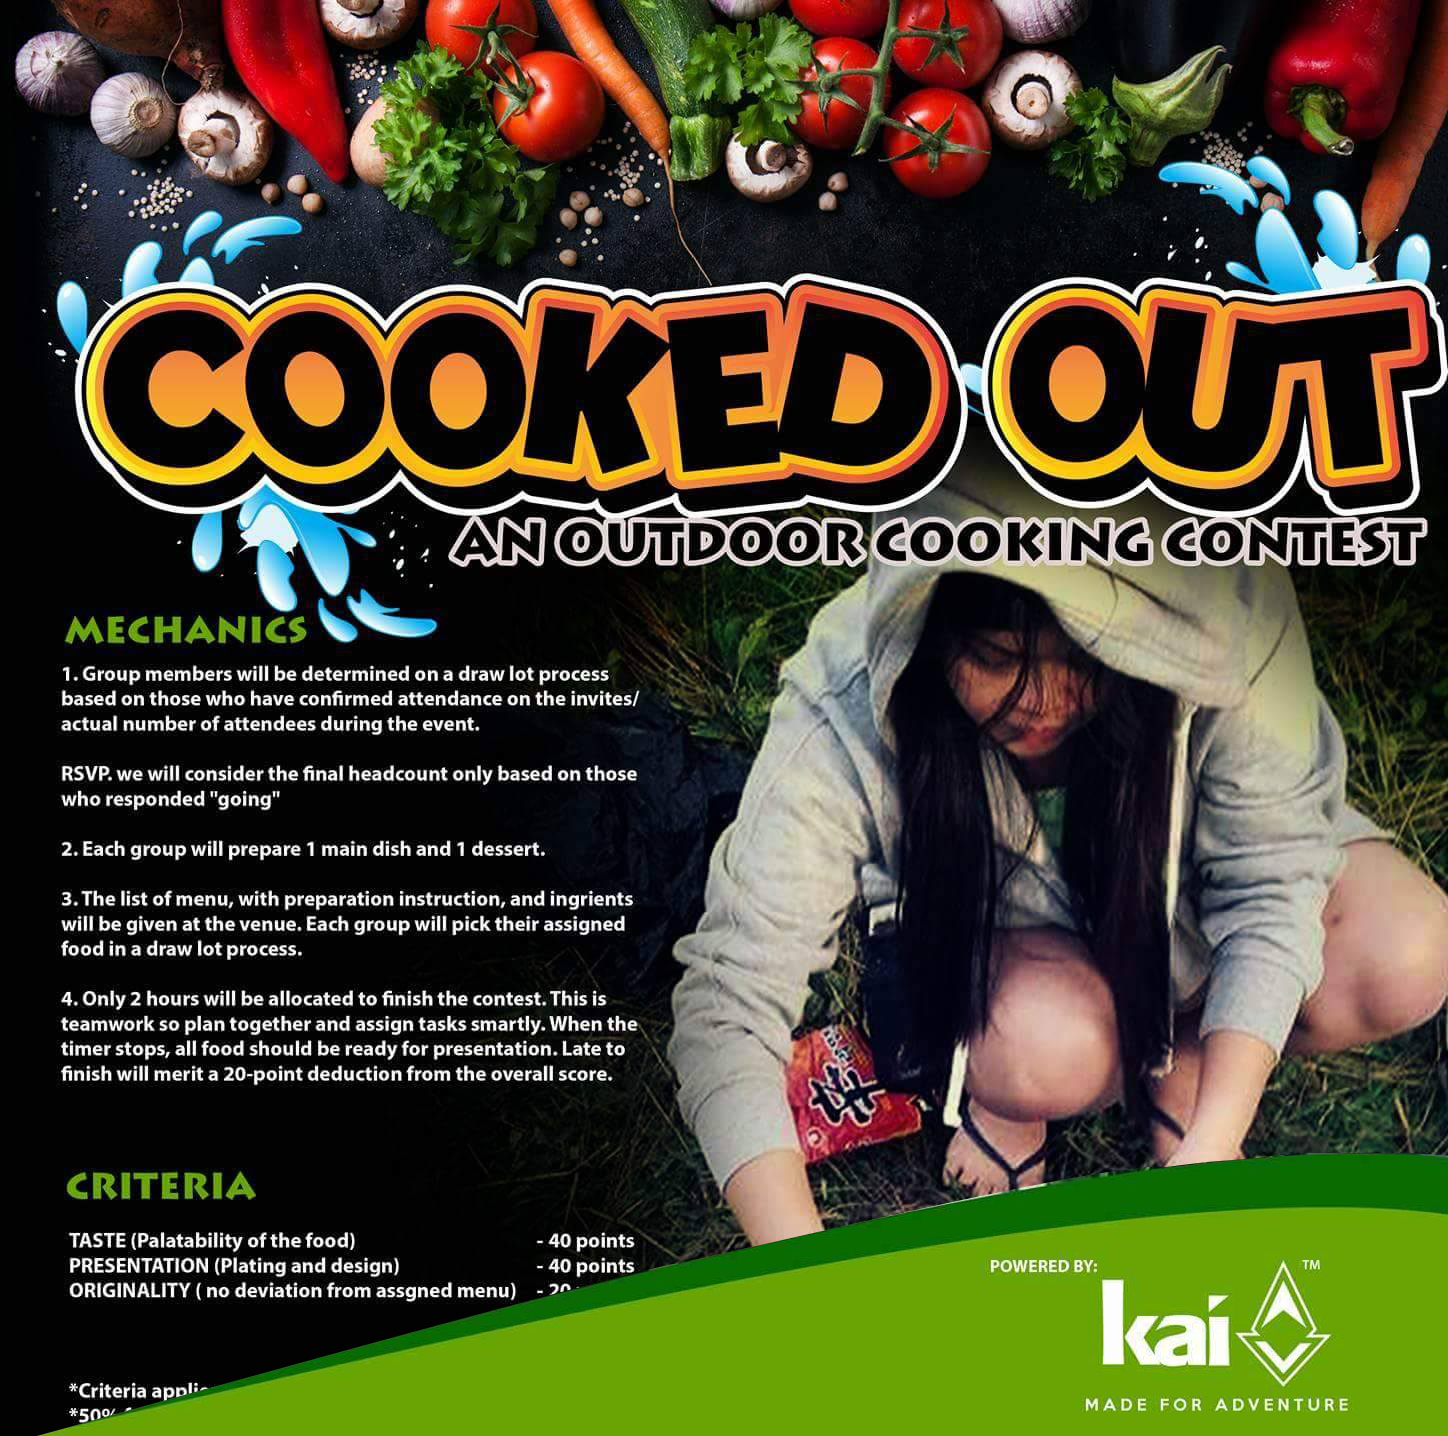 COOKED OUT
AN OUTDOOR COOKING CONTEST
MECHANICS
1. Group members will be determined on a draw lot process
based on those who have confirmed attendance on the invites/
actual number of attendees during the event.
RSVP. we will consider the final headcount only based on those
who responded "going"
2. Each group will prepare 1 main dish and 1 dessert.
3. The list of menu, with preparation instruction, and ingrients
will be given at the venue. Each group will pick their assigned
food in a draw lot process.
4. Only 2 hours will be allocated to finish the contest. This is
teamwork so plan together and assign tasks smartly. When the
timer stops, all food should be ready for presentation. Late to
finish will merit a 20-point deduction from the overall score.
CRITERIA
TASTE (Palatability of the food) - 40 points
PRESENTATION (Plating and design) - 40 points
ORIGINALITY ( no deviation from assgned menu) - 20
*Criteria
*50%
POWERED BY:
kai TM
MADE FOR ADVENTURE